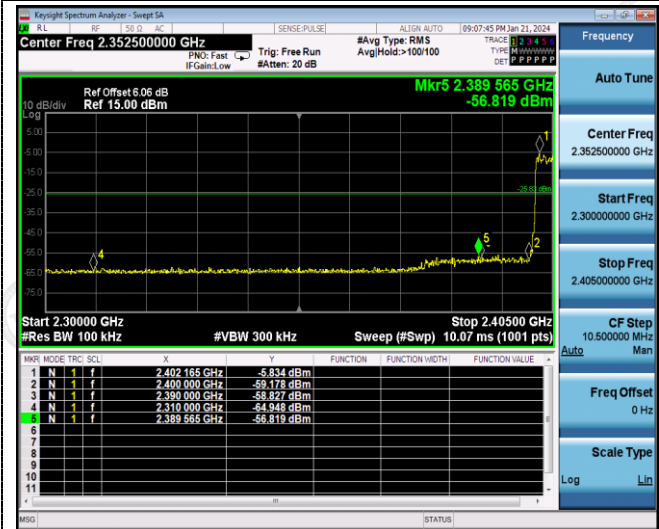 Keysight Spectrum Analyzer - Swept SA
RL RF 50 Ω AC SENSE:PULSE ALIGN AUTO 09:07:45 PM Jan 21, 2024
Center Freq 2.352500000 GHz
PNO: Fast
IFGain:Low
Trig: Free Run
#Atten: 20 dB
#Avg Type: RMS
Avg|Hold:>100/100
TRACE 1 2 3 4 5 6
TYPE M WWWWW
DET P P P P P P
Ref Offset 6.06 dB
Ref 15.00 dBm
10 dB/div
Log
Mkr5 2.389 565 GHz
-56.819 dBm
5.00
-5.00
-15.0
-25.0
-35.0
-45.0
-55.0
-65.0
-75.0
-25.83 dBm
1
2
4
5
Start 2.30000 GHz
#Res BW 100 kHz
#VBW 300 kHz
Stop 2.40500 GHz
Sweep (#Swp) 10.07 ms (1001 pts)
MKR MODE TRC SCL X Y FUNCTION FUNCTION WIDTH FUNCTION VALUE
1 N 1 f 2.402 165 GHz -5.834 dBm
2 N 1 f 2.400 000 GHz -59.178 dBm
3 N 1 f 2.390 000 GHz -58.827 dBm
4 N 1 f 2.310 000 GHz -64.948 dBm
5 N 1 f 2.389 565 GHz -56.819 dBm
6
7
8
9
10
11
MSG STATUS
Frequency
Auto Tune
Center Freq
2.352500000 GHz
Start Freq
2.300000000 GHz
Stop Freq
2.405000000 GHz
CF Step
10.500000 MHz
Auto Man
Freq Offset
0 Hz
Scale Type
Log Lin